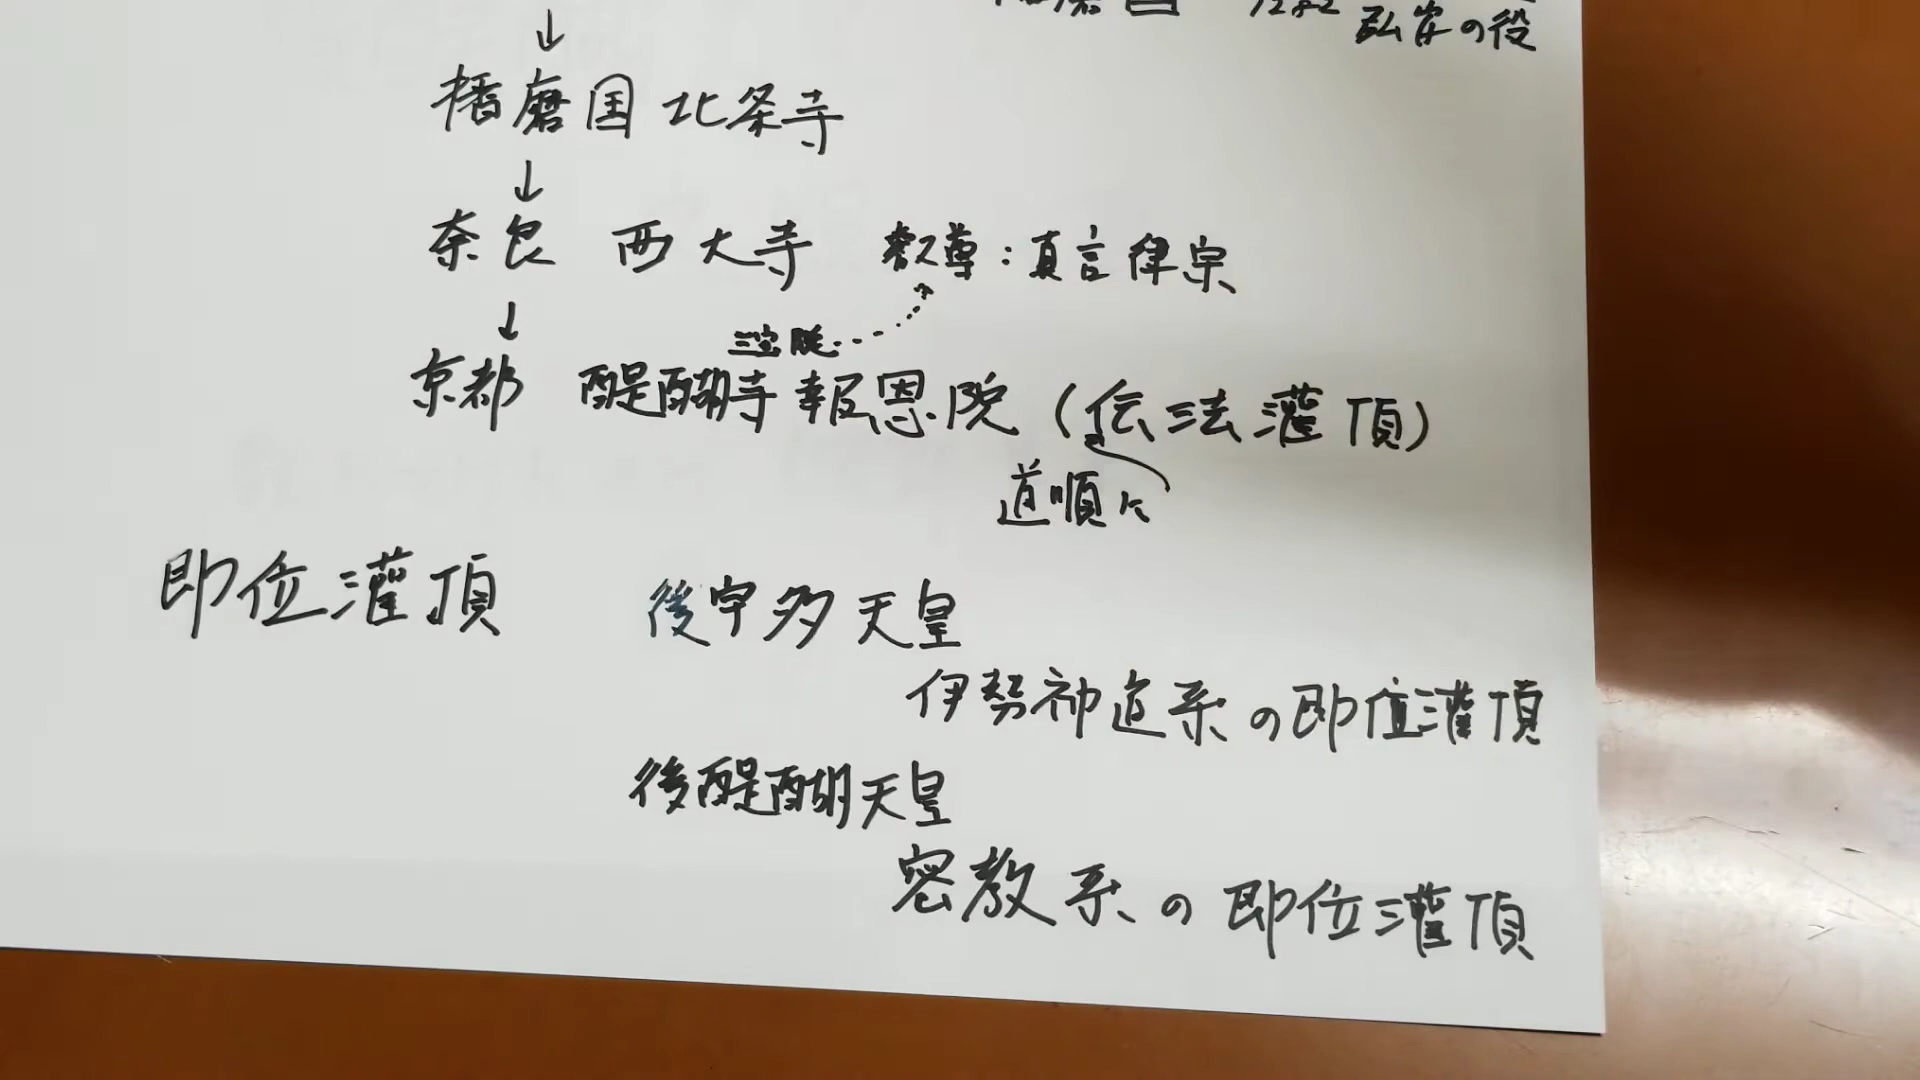 1282 弘安の役
↓
播磨国 北条寺
↓
奈良 西大寺 叡尊：真言律宗
↓
三宝院
京都 醍醐寺報恩院（伝法灌頂）
道順に
即位灌頂 後宇多天皇
伊勢神道系の即位灌頂
後醍醐天皇
密教系の即位灌頂